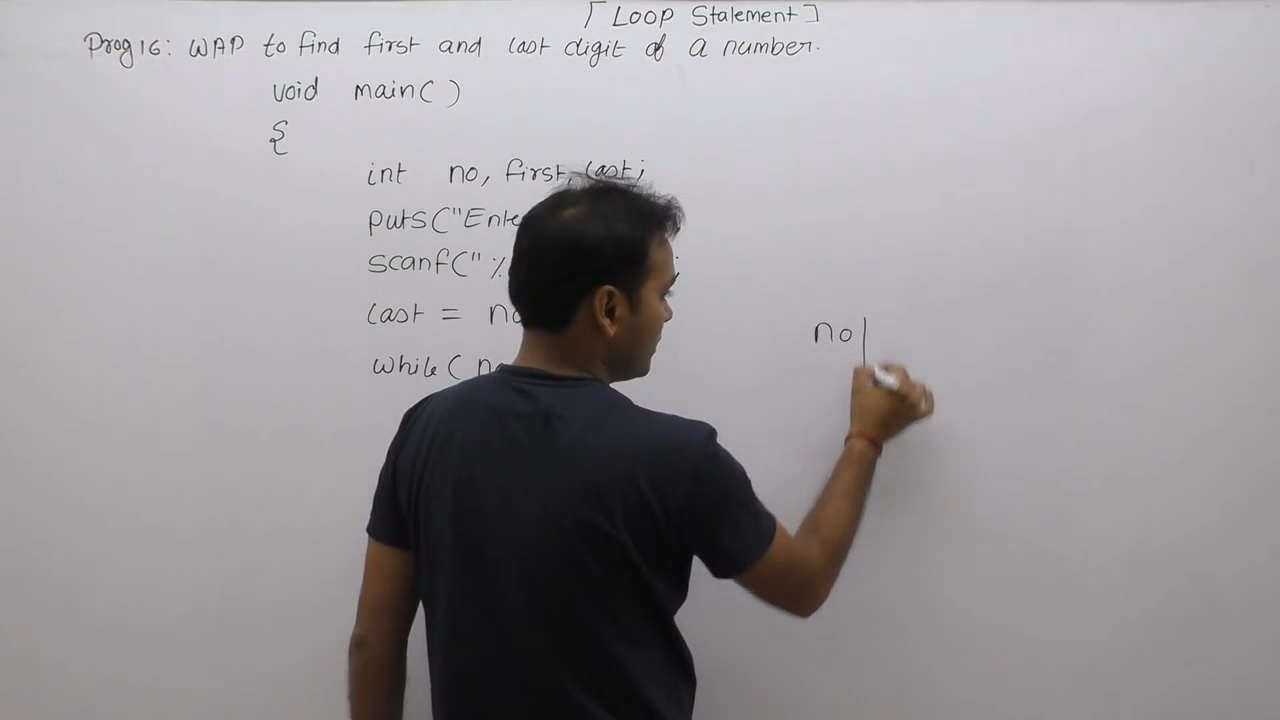 [Loop Statement]
Prog 16: WAP to find first and last digit of a number.
void main( )
{
int no, first, last;
puts("Ente
scanf("%
;
last = no
while( n
no